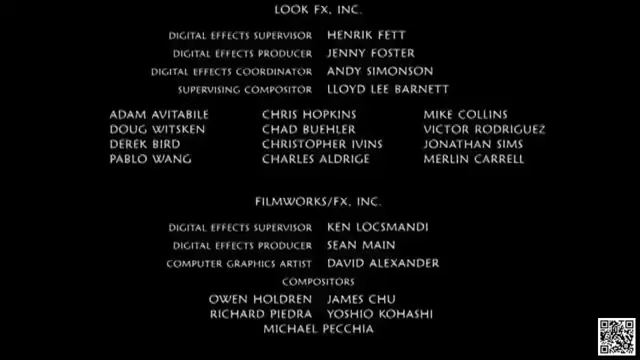 LOOK FX, INC.
DIGITAL EFFECTS SUPERVISOR HENRIK FETT
DIGITAL EFFECTS PRODUCER JENNY FOSTER
DIGITAL EFFECTS COORDINATOR ANDY SIMONSON
SUPERVISING COMPOSITOR LLOYD LEE BARNETT
ADAM AVITABILE CHRIS HOPKINS MIKE COLLINS
DOUG WITSKEN CHAD BUEHLER VICTOR RODRIGUEZ
DEREK BIRD CHRISTOPHER IVINS JONATHAN SIMS
PABLO WANG CHARLES ALDRIGE MERLIN CARRELL
FILMWORKS/FX, INC.
DIGITAL EFFECTS SUPERVISOR KEN LOCSMANDI
DIGITAL EFFECTS PRODUCER SEAN MAIN
COMPUTER GRAPHICS ARTIST DAVID ALEXANDER
COMPOSITORS
OWEN HOLDREN JAMES CHU
RICHARD PIEDRA YOSHIO KOHASHI
MICHAEL PECCHIA